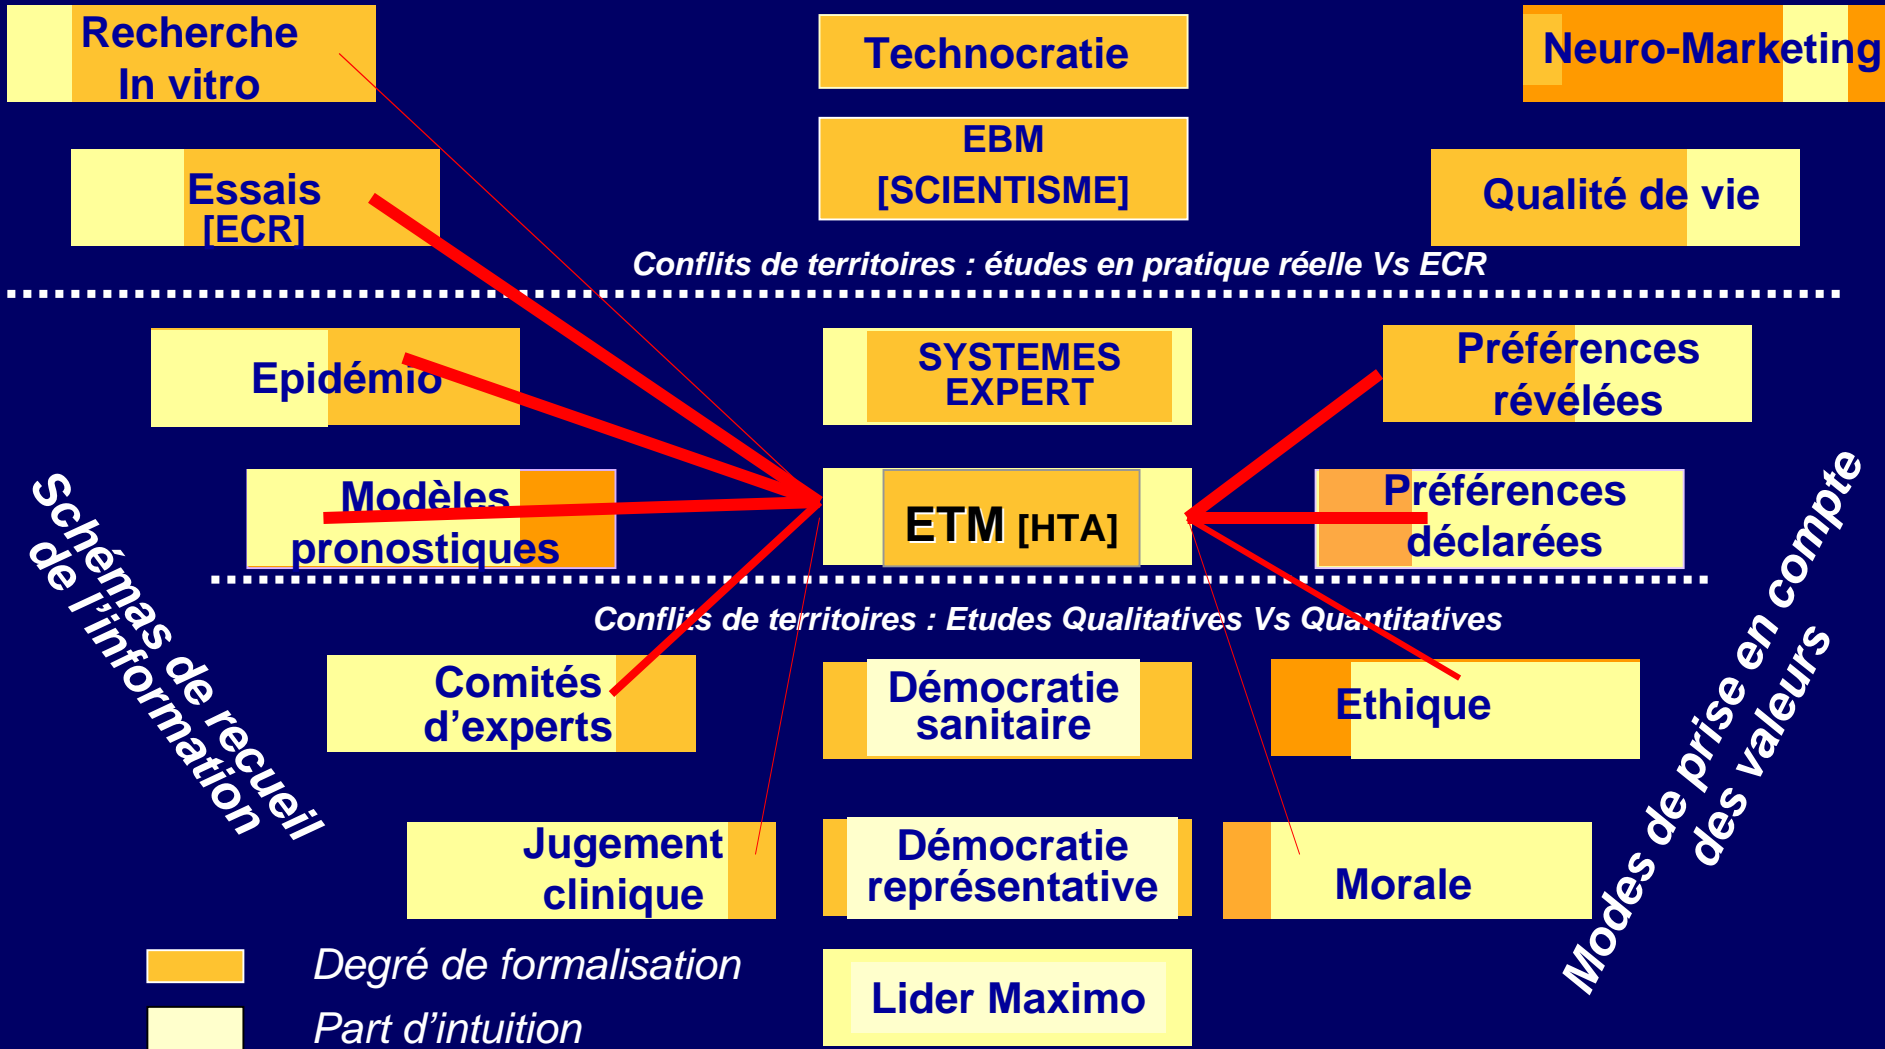 Recherche
In vitro
Technocratie
Neuro-Marketing
EBM
[SCIENTISME]
Essais
[ECR]
Qualité de vie
Conflits de territoires : études en pratique réelle Vs ECR
Epidémio
SYSTEMES
EXPERT
Préférences
révélées
Modèles
pronostiques
ETM [HTA]
Préférences
déclarées
Schémas de recueil
de l’information
Modes de prise en compte
des valeurs
Conflits de territoires : Etudes Qualitatives Vs Quantitatives
Comités
d’experts
Démocratie
sanitaire
Ethique
Jugement
clinique
Démocratie
représentative
Morale
Degré de formalisation
Part d’intuition
Lider Maximo